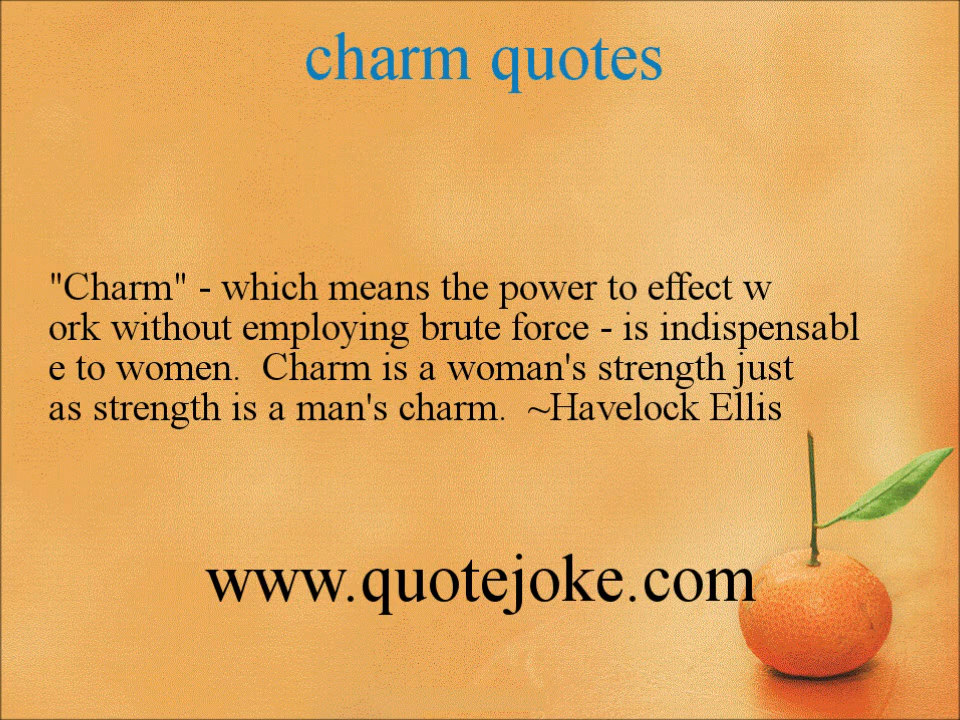 charm quotes
"Charm" - which means the power to effect w
ork without employing brute force - is indispensabl
e to women.  Charm is a woman's strength just
as strength is a man's charm.  ~Havelock Ellis
www.quotejoke.com